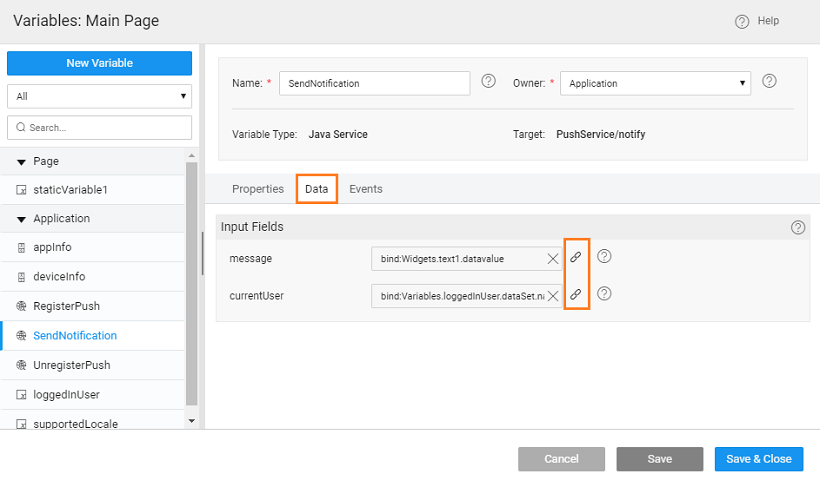 Variables: Main Page
Help
New Variable
All
Search...
Page
staticVariable1
Application
appInfo
deviceInfo
RegisterPush
SendNotification
UnregisterPush
loggedInUser
supportedLocale
Name: * SendNotification
Owner: * Application
Variable Type: Java Service
Target: PushService/notify
Properties Data Events
Input Fields
message bind:Widgets.text1.datavalue
currentUser bind:Variables.loggedInUser.dataSet.na
Cancel Save Save & Close